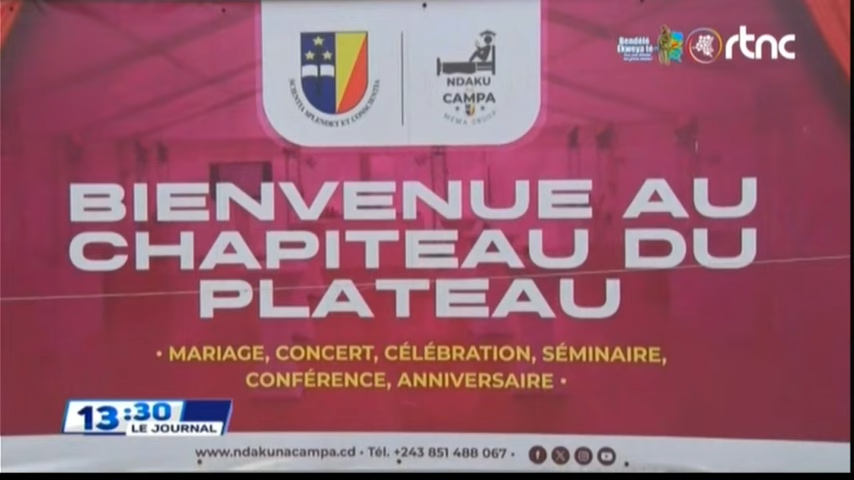 rtnc
SCIENTIA SPLENDET ET CONSCIENTIA
NDAKU
CAMPA
BIENVENUE AU
CHAPITEAU DU
PLATEAU
• MARIAGE, CONCERT, CÉLÉBRATION, SÉMINAIRE,
CONFÉRENCE, ANNIVERSAIRE •
13:30
LE JOURNAL
www.ndakunacampa.cd • Tél. +243 851 488 067 •